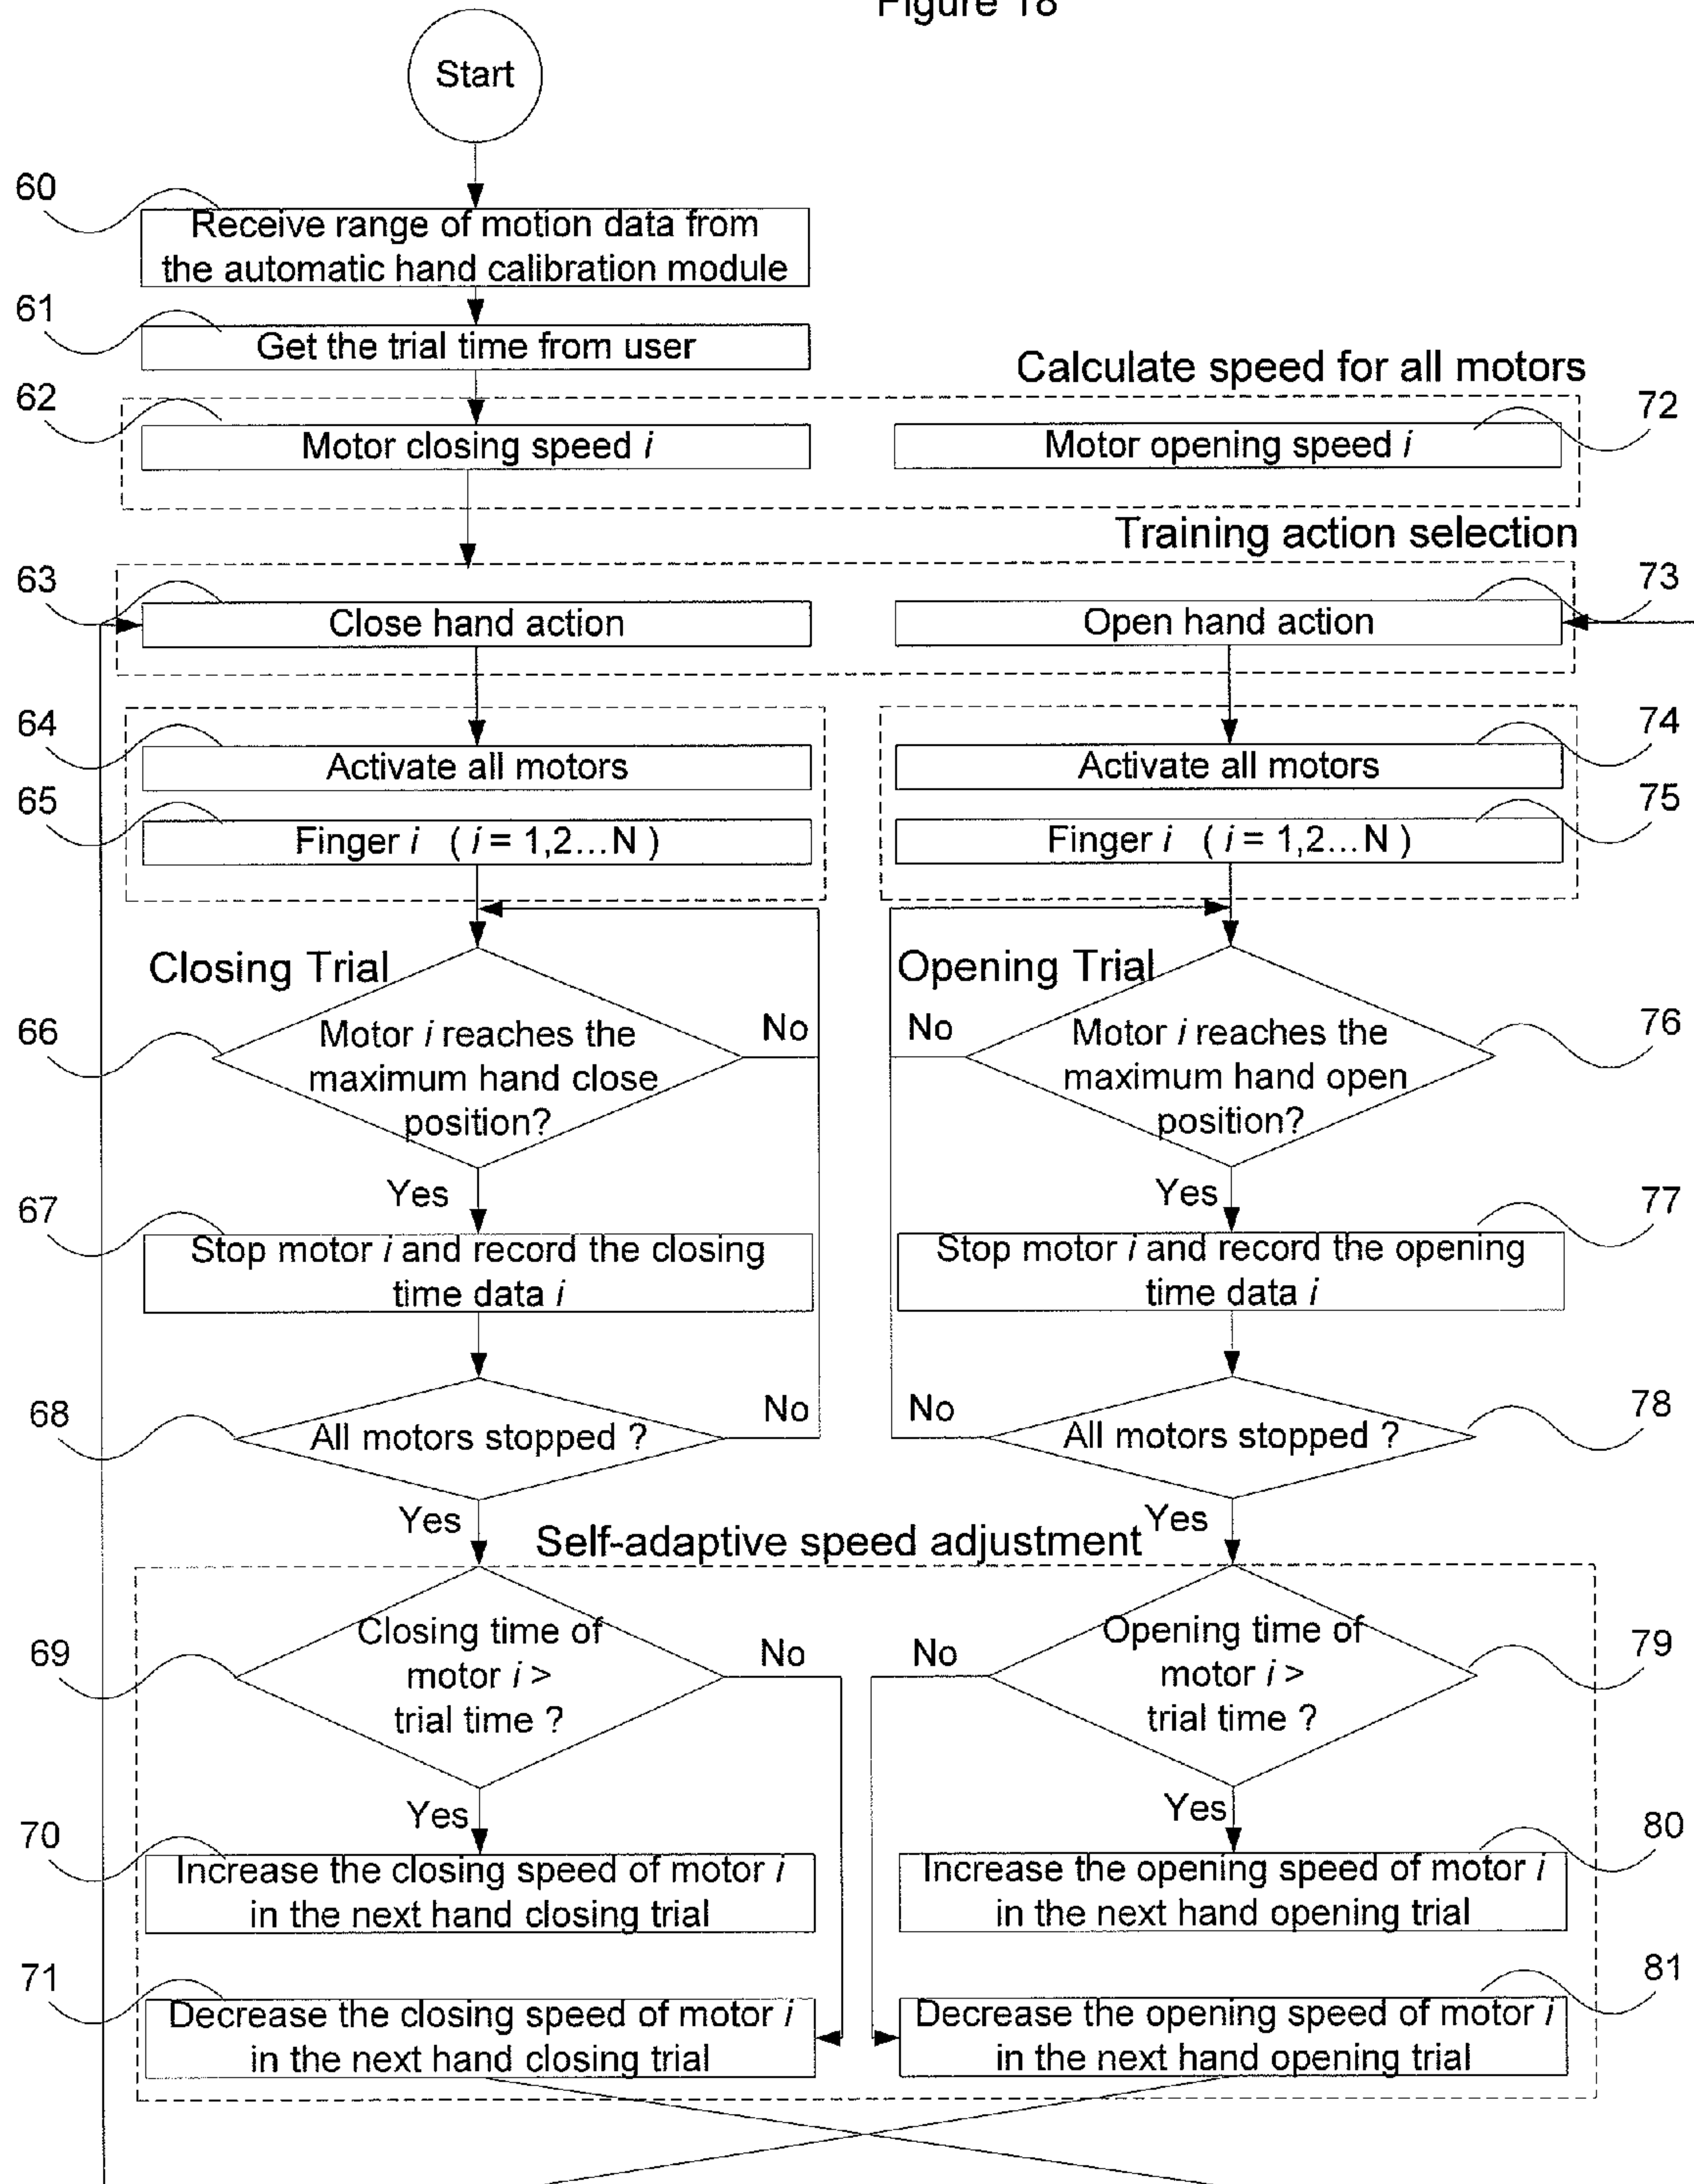 Figure 18
Start
60
Receive range of motion data from
the automatic hand calibration module
61
Get the trial time from user
Calculate speed for all motors
62
Motor closing speed i
Motor opening speed i
72
Training action selection
63
Close hand action
Open hand action
73
64
Activate all motors
Activate all motors
74
65
Finger i ( i = 1,2...N )
Finger i ( i = 1,2...N )
75
Closing Trial
Opening Trial
66
Motor i reaches the
maximum hand close
position?
No
No
Motor i reaches the
maximum hand open
position?
76
Yes
Yes
67
Stop motor i and record the closing
time data i
Stop motor i and record the opening
time data i
77
68
All motors stopped ?
No
No
All motors stopped ?
78
Yes
Yes
Self-adaptive speed adjustment
69
Closing time of
motor i >
trial time ?
No
No
Opening time of
motor i >
trial time ?
79
Yes
Yes
70
Increase the closing speed of motor i
in the next hand closing trial
Increase the opening speed of motor i
in the next hand opening trial
80
71
Decrease the closing speed of motor i
in the next hand closing trial
Decrease the opening speed of motor i
in the next hand opening trial
81